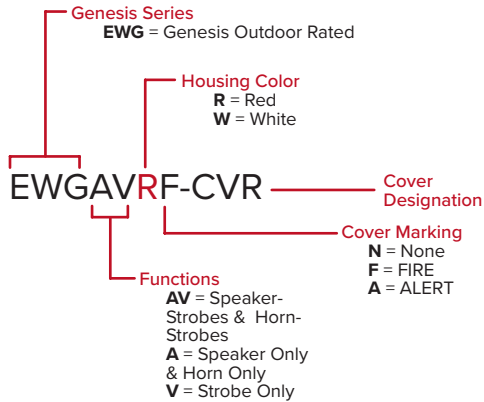 Genesis Series
EWG = Genesis Outdoor Rated
Housing Color
R = Red
W = White
EWGAVRF-CVR
Cover
Designation
Cover Marking
N = None
F = FIRE
A = ALERT
Functions
AV = Speaker-
Strobes & Horn-
Strobes
A = Speaker Only
& Horn Only
V = Strobe Only